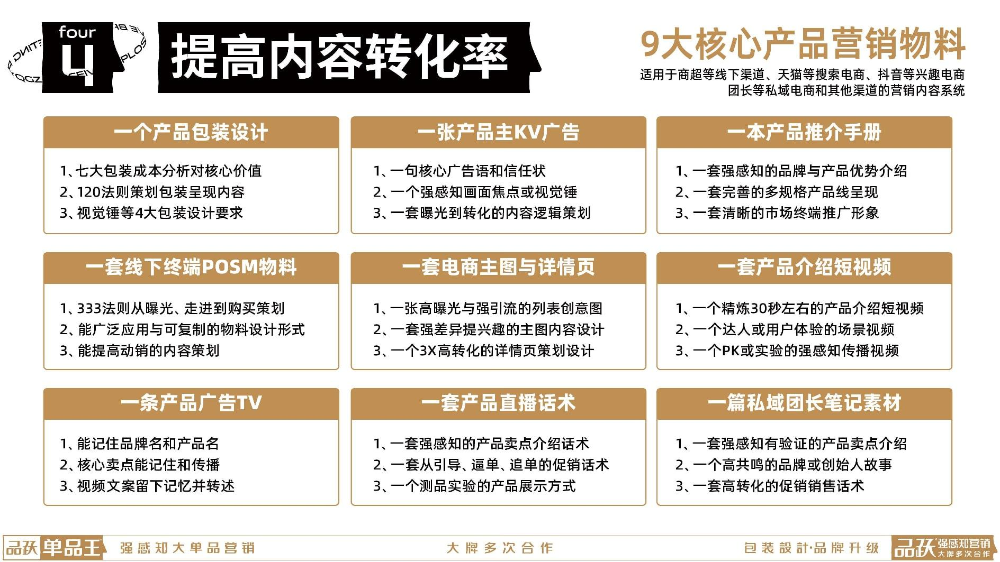 four
4
提高内容转化率
9大核心产品营销物料
适用于商超等线下渠道、天猫等搜索电商、抖音等兴趣电商
团长等私域电商和其他渠道的营销内容系统
一个产品包装设计
1、七大包装成本分析对核心价值
2、120法则策划包装呈现内容
3、视觉锤等4大包装设计要求
一张产品主KV广告
1、一句核心广告语和信任状
2、一个强感知画面焦点或视觉锤
3、一套曝光到转化的内容逻辑策划
一本产品推介手册
1、一套强感知的品牌与产品优势介绍
2、一套完善的多规格产品线呈现
3、一套清晰的市场终端推广形象
一套线下终端POSM物料
1、333法则从曝光、走进到购买策划
2、能广泛应用与可复制的物料设计形式
3、能提高动销的内容策划
一套电商主图与详情页
1、一张高曝光与强引流的列表创意图
2、一套强差异提兴趣的主图内容设计
3、一个3X高转化的详情页策划设计
一套产品介绍短视频
1、一个精炼30秒左右的产品介绍短视频
2、一个达人或用户体验的场景视频
3、一个PK或实验的强感知传播视频
一条产品广告TV
1、能记住品牌名和产品名
2、核心卖点能记住和传播
3、视频文案留下记忆并转述
一套产品直播话术
1、一套强感知的产品卖点介绍话术
2、一套从引导、逼单、追单的促销话术
3、一个测品实验的产品展示方式
一篇私域团长笔记素材
1、一套强感知有验证的产品卖点介绍
2、一个高共鸣的品牌或创始人故事
3、一套高转化的促销销售话术
品跃 单品王
强感知大单品营销
大牌多次合作
包装設計·品牌升级
品跃 强感知营销
大牌多次合作